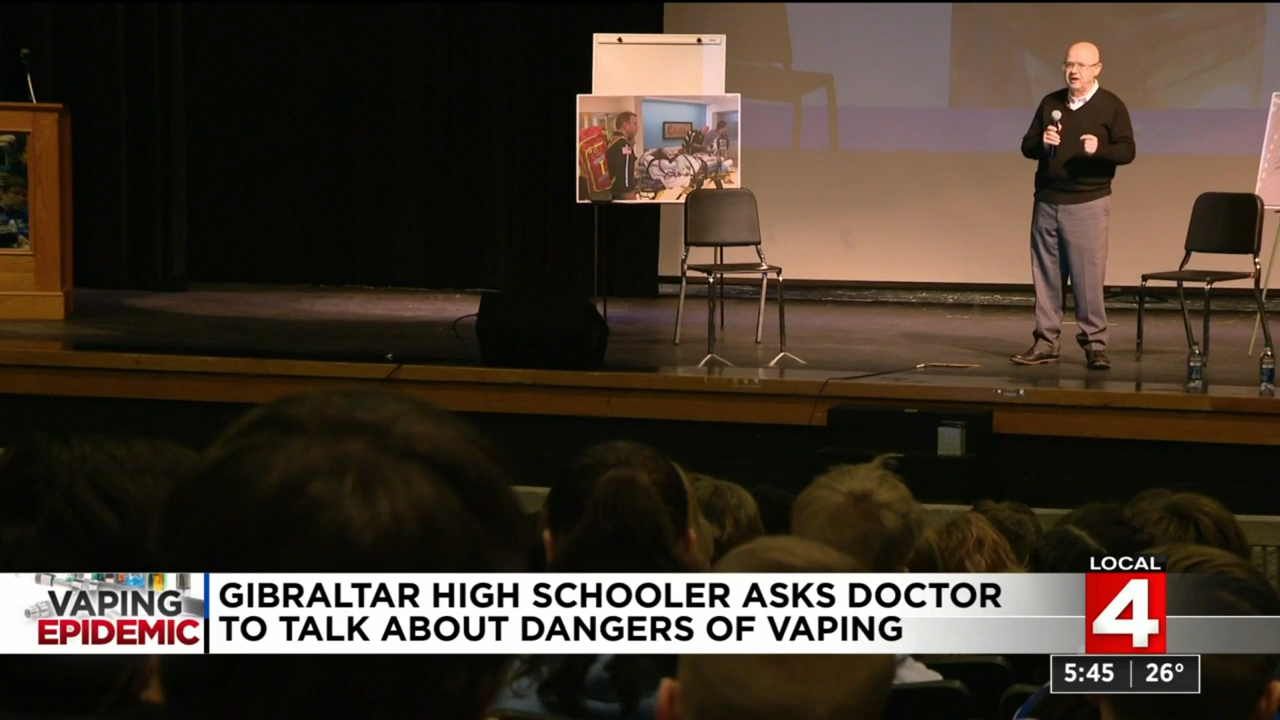 VAPING
EPIDEMIC
GIBRALTAR HIGH SCHOOLER ASKS DOCTOR
TO TALK ABOUT DANGERS OF VAPING
LOCAL
4
5:45 26°